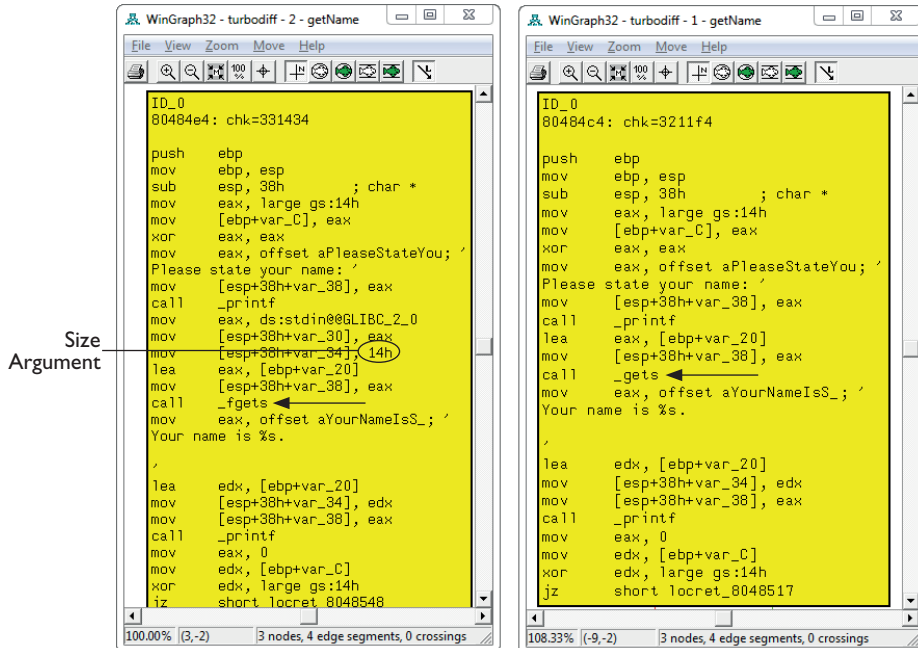 WinGraph32 - turbodiff - 2 - getName
File View Zoom Move Help
100%
N
ID_0
80484e4: chk=331434
push ebp
mov ebp, esp
sub esp, 38h ; char *
mov eax, large gs:14h
mov [ebp+var_C], eax
xor eax, eax
mov eax, offset aPleaseStateYou; '
Please state your name: '
mov [esp+38h+var_38], eax
call _printf
mov eax, ds:stdin@@GLIBC_2_0
mov [esp+38h+var_30], eax
mov [esp+38h+var_34], 14h
lea eax, [ebp+var_20]
mov [esp+38h+var_38], eax
call _fgets
mov eax, offset aYourNameIsS_; '
Your name is %s.
'
lea edx, [ebp+var_20]
mov [esp+38h+var_34], edx
mov [esp+38h+var_38], eax
call _printf
mov eax, 0
mov edx, [ebp+var_C]
xor edx, large gs:14h
jz short locret_8048548
100.00% (3,-2) 3 nodes, 4 edge segments, 0 crossings
Size
Argument
WinGraph32 - turbodiff - 1 - getName
File View Zoom Move Help
100%
N
ID_0
80484c4: chk=3211f4
push ebp
mov ebp, esp
sub esp, 38h ; char *
mov eax, large gs:14h
mov [ebp+var_C], eax
xor eax, eax
mov eax, offset aPleaseStateYou; '
Please state your name: '
mov [esp+38h+var_38], eax
call _printf
lea eax, [ebp+var_20]
mov [esp+38h+var_38], eax
call _gets
mov eax, offset aYourNameIsS_; '
Your name is %s.
'
lea edx, [ebp+var_20]
mov [esp+38h+var_34], edx
mov [esp+38h+var_38], eax
call _printf
mov eax, 0
mov edx, [ebp+var_C]
xor edx, large gs:14h
jz short locret_8048517
108.33% (-9,-2) 3 nodes, 4 edge segments, 0 crossings